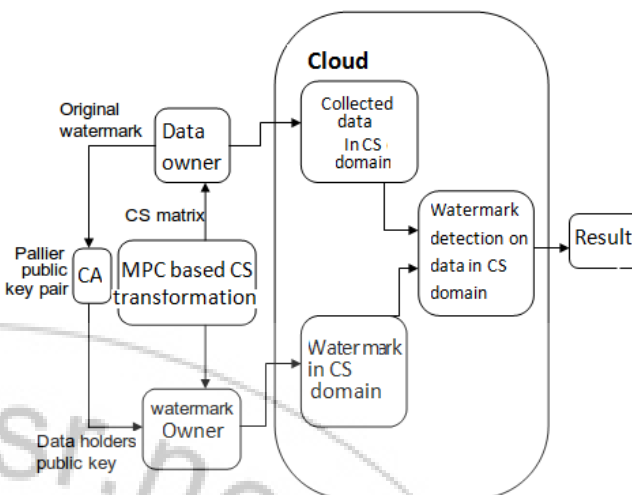 Cloud
Original
watermark
Data
owner
Collected
data
In CS
domain
CS matrix
Watermark
detection on
data in CS
domain
Result
Pallier
public
key pair
CA
MPC based CS
transformation
Watermark
in CS
domain
watermark
Owner
Data holders
public key